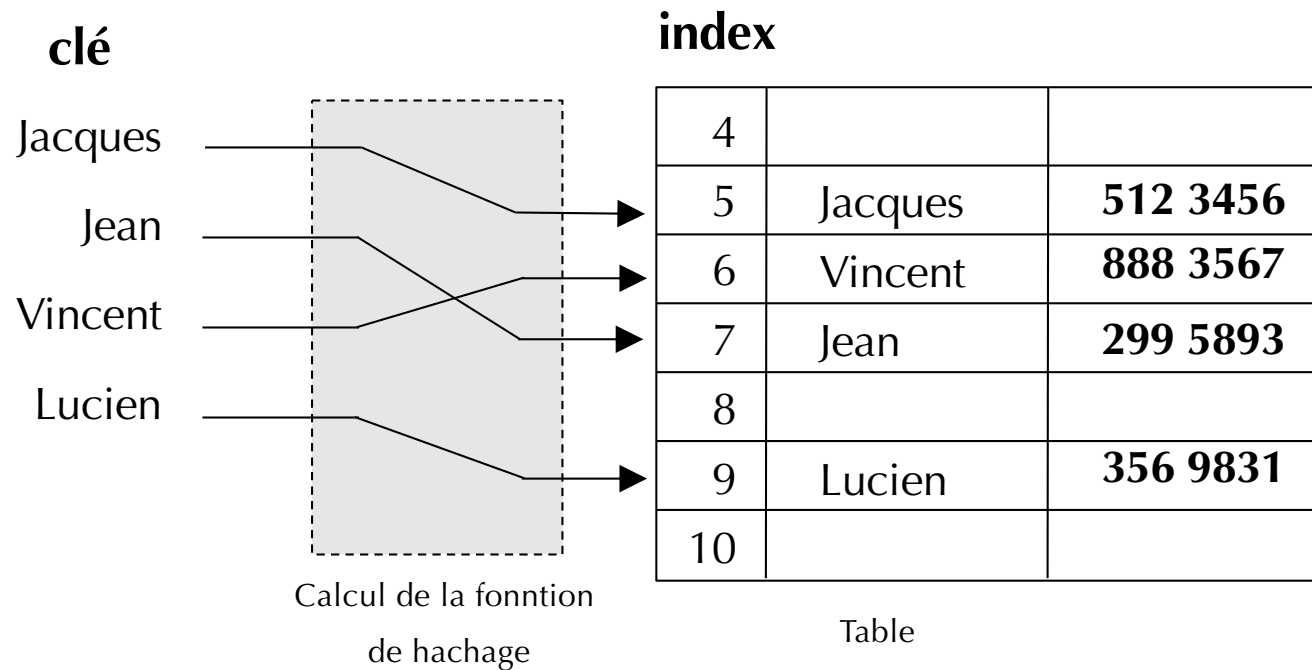 clé
index
Jacques
Jean
Vincent
Lucien
4
5 Jacques 512 3456
6 Vincent 888 3567
7 Jean 299 5893
8
9 Lucien 356 9831
10
Calcul de la fonntion
de hachage
Table